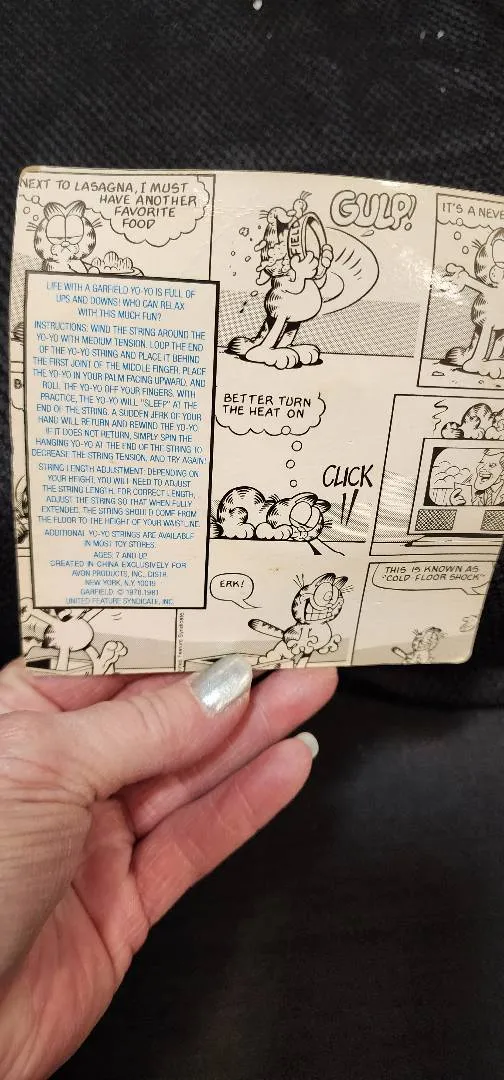 NEXT TO LASAGNA, I MUST
HAVE ANOTHER
FAVORITE
FOOD
GULP!
IT'S A NEVE
LIFE WITH A GARFIELD YO-YO IS FULL OF
UPS AND DOWNS! WHO CAN RELAX
WITH THIS MUCH FUN?
INSTRUCTIONS: WIND THE STRING AROUND THE
YO-YO WITH MEDIUM TENSION. LOOP THE END
OF THE YO-YO STRING AND PLACE IT BEHIND
THE FIRST JOINT OF THE MIDDLE FINGER. PLACE
THE YO-YO IN YOUR PALM FACING UPWARD, AND
ROLL THE YO-YO OFF YOUR FINGERS. WITH
PRACTICE, THE YO-YO WILL "SLEEP" AT THE
END OF THE STRING. A SUDDEN JERK OF YOUR
HAND WILL RETURN AND REWIND THE YO-YO.
IF IT DOES NOT RETURN, SIMPLY SPIN THE
HANGING YO-YO AT THE END OF THE STRING TO
DECREASE THE STRING TENSION, AND TRY AGAIN!
STRING LENGTH ADJUSTMENT: DEPENDING ON
YOUR HEIGHT, YOU WILL NEED TO ADJUST
THE STRING LENGTH. FOR CORRECT LENGTH,
ADJUST THE STRING SO THAT WHEN FULLY
EXTENDED, THE STRING SHOULD COME FROM
THE FLOOR TO THE HEIGHT OF YOUR WAISTLINE.
ADDITIONAL YO-YO STRINGS ARE AVAILABLE
IN MOST TOY STORES.
AGES: 7 AND UP
CREATED IN CHINA EXCLUSIVELY FOR
AVON PRODUCTS, INC., DISTR.
NEW YORK, N.Y. 10019
GARFIELD: © 1978,1981
UNITED FEATURE SYNDICATE, INC.
BETTER TURN
THE HEAT ON
CLICK
ERK!
THIS IS KNOWN AS
"COLD FLOOR SHOCK"
Feature Syndicate